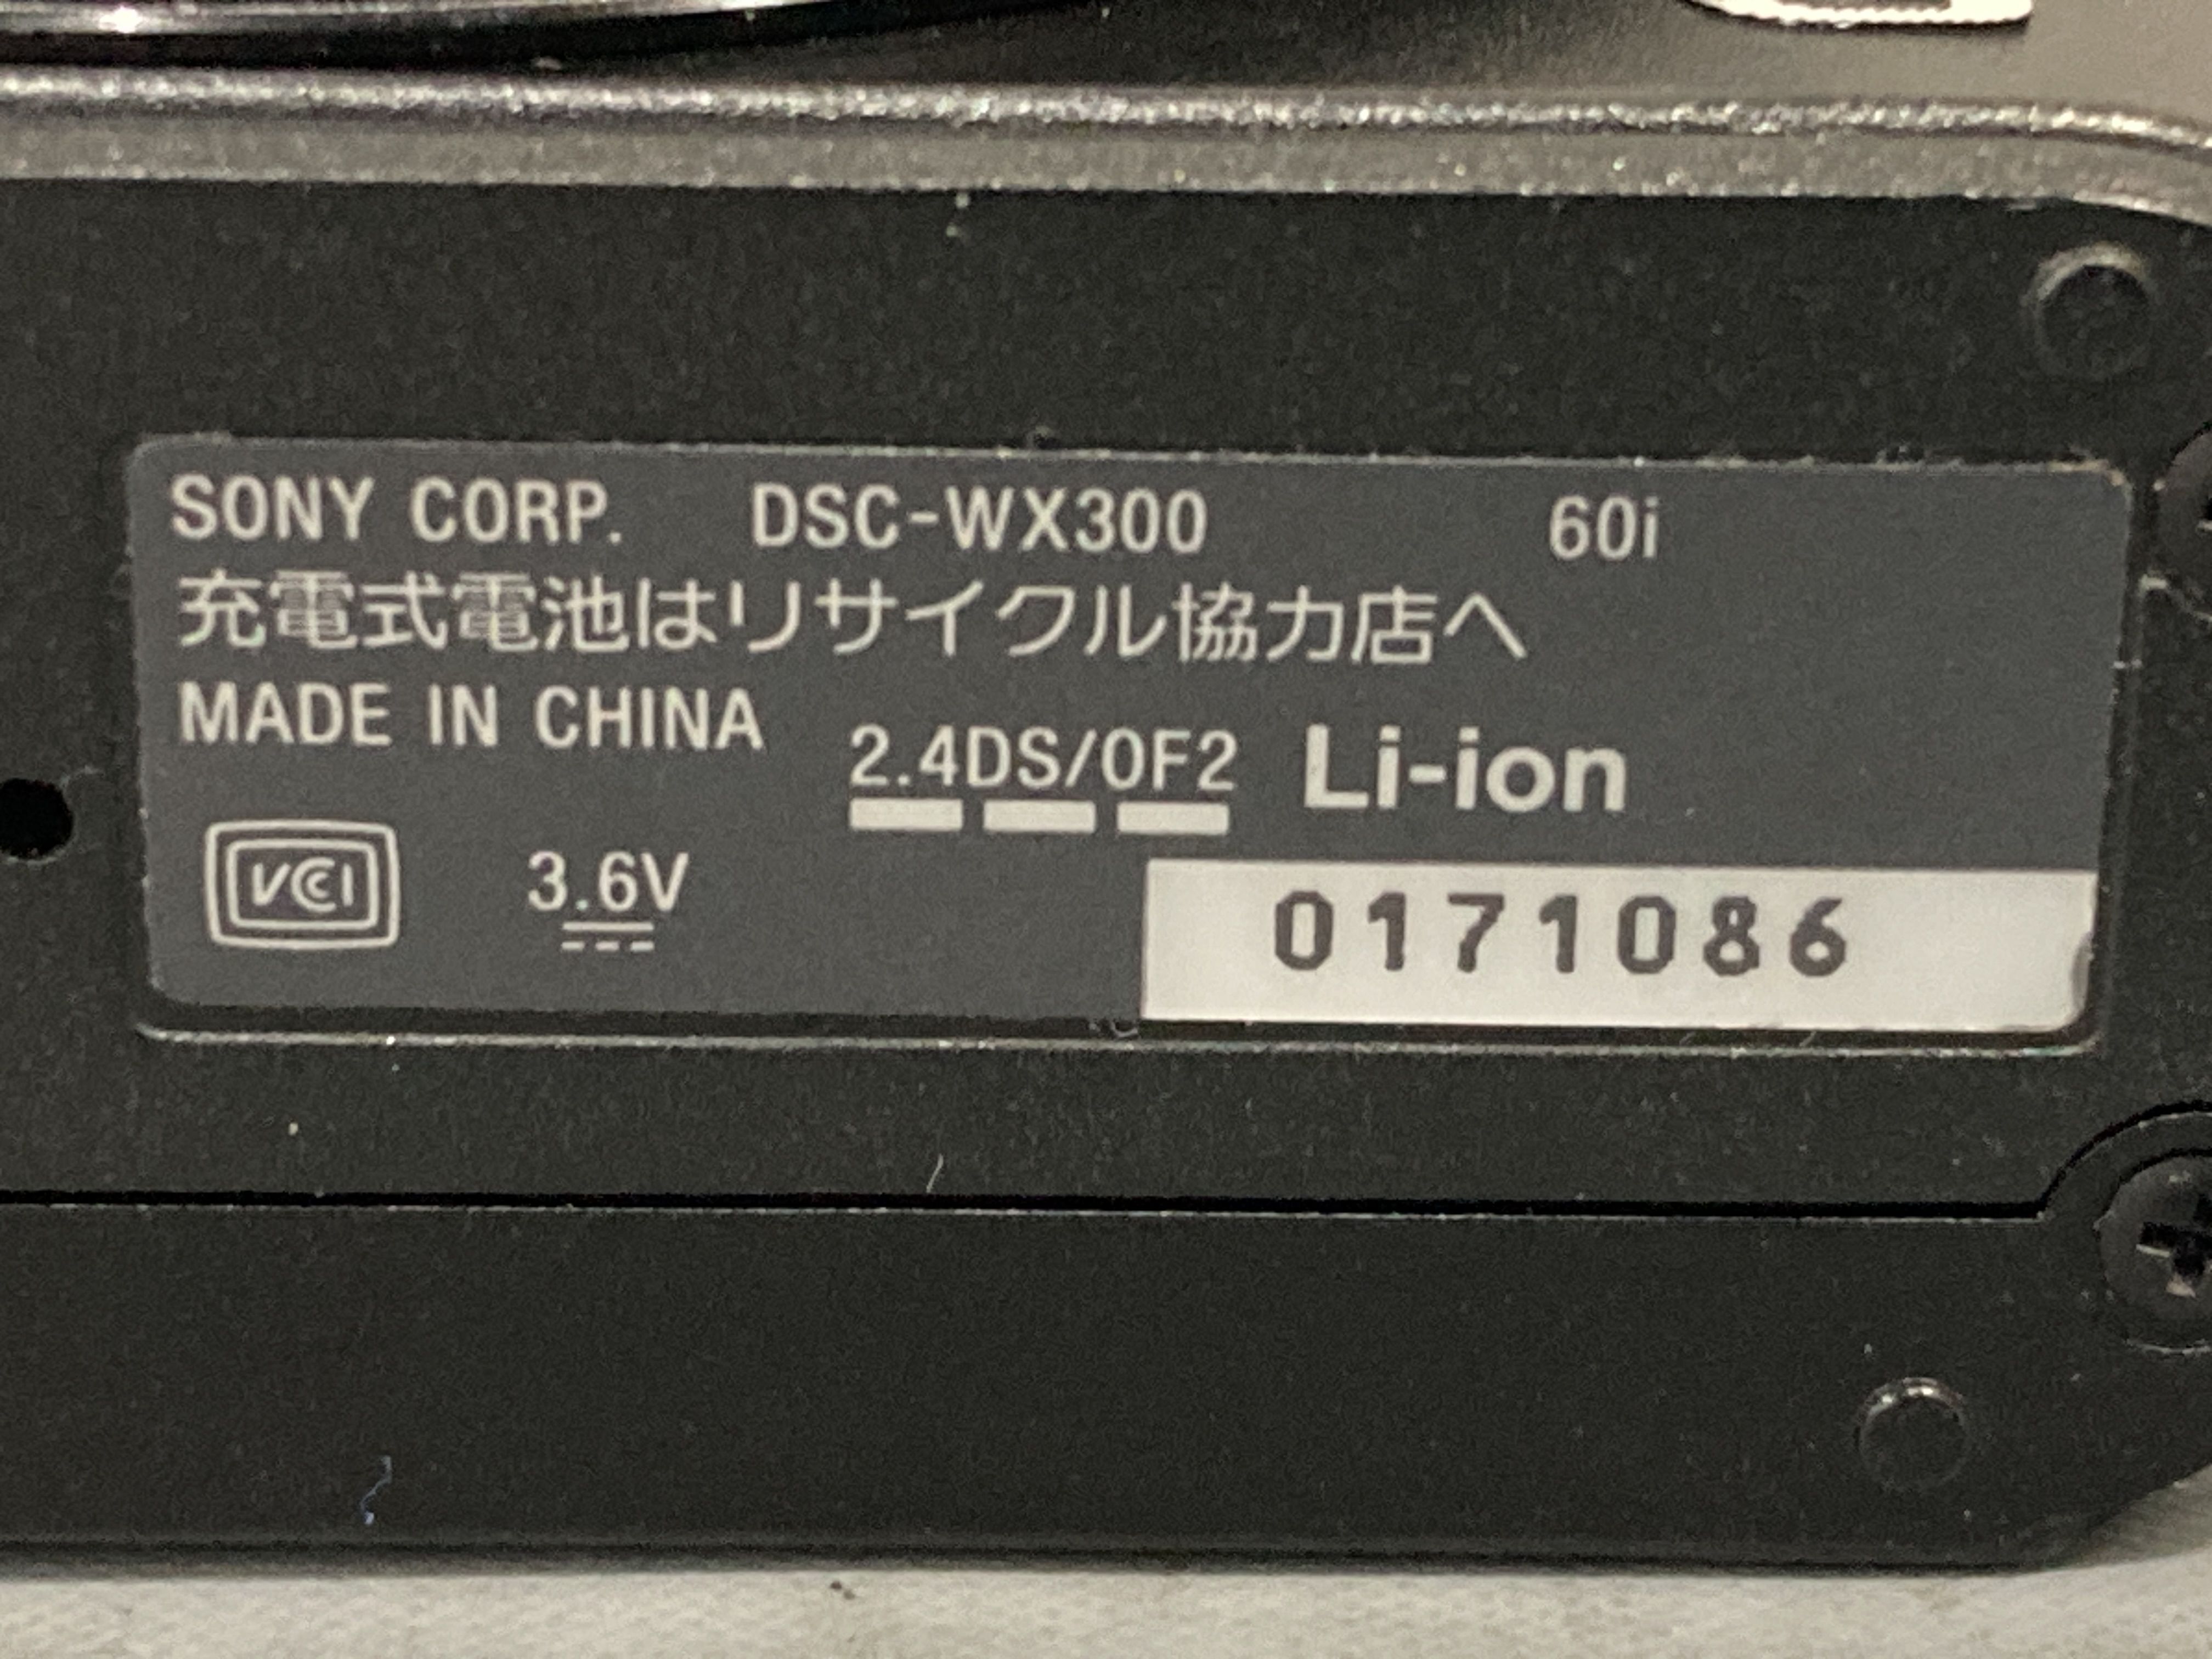 SONY CORP. DSC-WX300 60i
充電式電池はリサイクル協力店へ
MADE IN CHINA
2.4DS/OF2 Li-ion
VCCI 3.6V
0171086